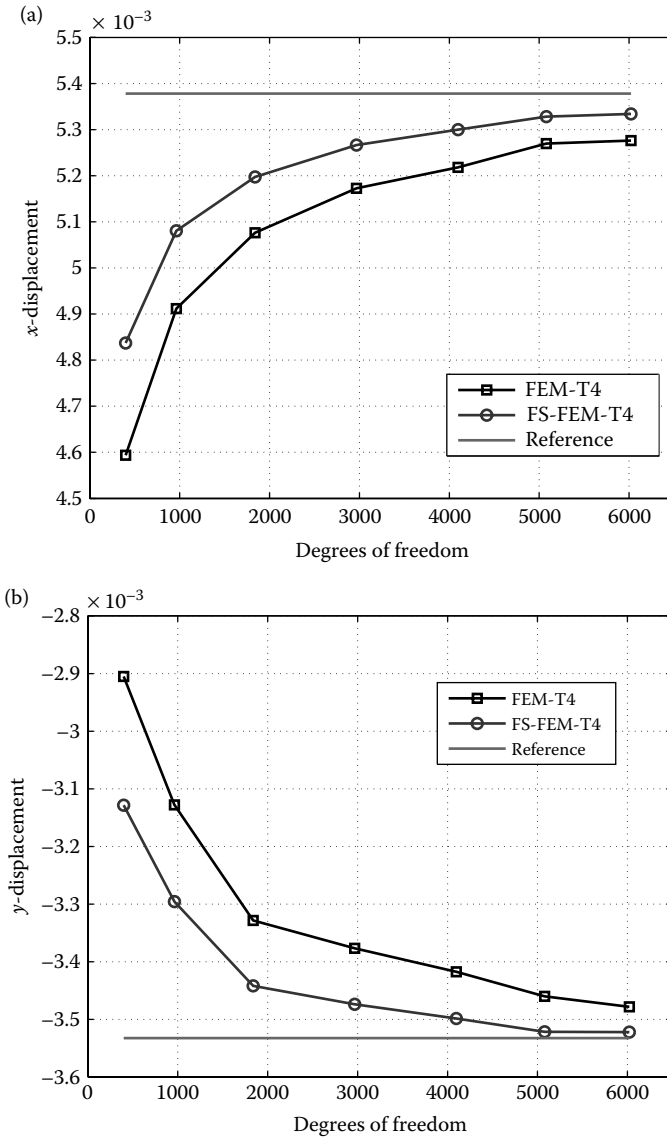 (a)
× 10⁻³
5.5
5.4
5.3
5.2
5.1
5
4.9
4.8
4.7
4.6
4.5
x-displacement
FEM-T4
FS-FEM-T4
Reference
0 1000 2000 3000 4000 5000 6000
Degrees of freedom
(b)
× 10⁻³
−2.8
−2.9
−3
−3.1
−3.2
−3.3
−3.4
−3.5
−3.6
y-displacement
FEM-T4
FS-FEM-T4
Reference
0 1000 2000 3000 4000 5000 6000
Degrees of freedom